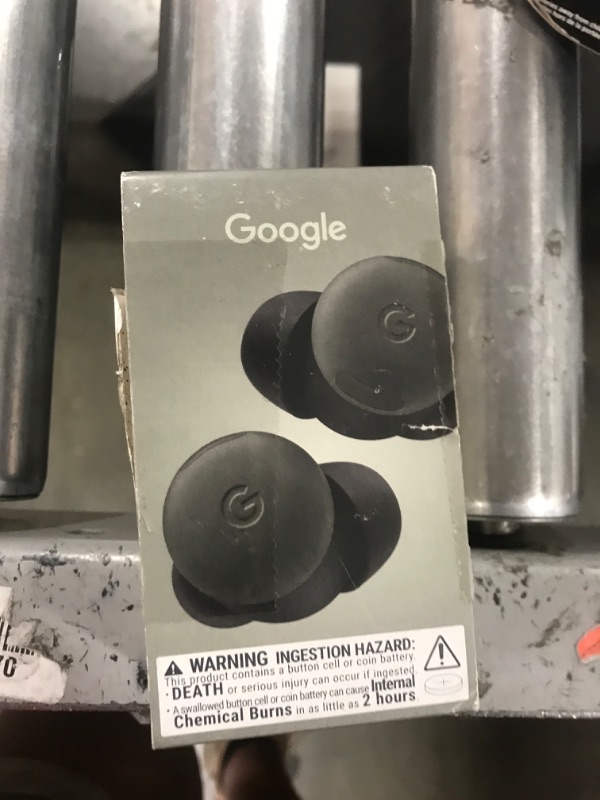 Google
G
G
WARNING INGESTION HAZARD:
This product contains a button cell or coin battery.
· DEATH or serious injury can occur if ingested.
· A swallowed button cell or coin battery can cause Internal
Chemical Burns in as little as 2 hours.